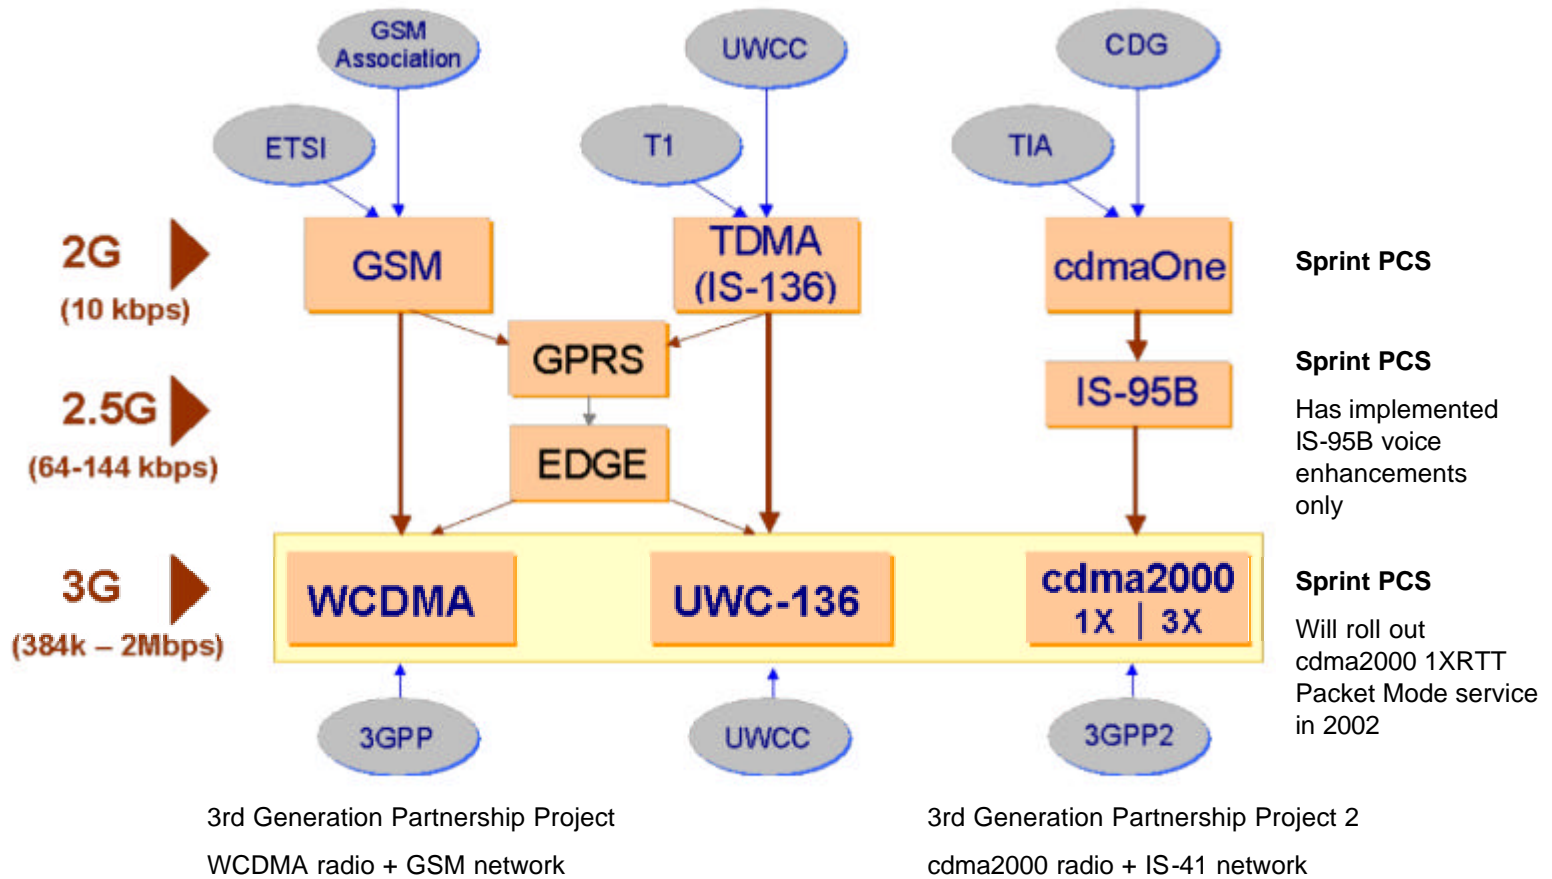 GSM
Association
UWCC
CDG
ETSI
T1
TIA
2G
(10 kbps)
GSM
TDMA
(IS-136)
cdmaOne
Sprint PCS
GPRS
2.5G
(64-144 kbps)
EDGE
IS-95B
Sprint PCS
Has implemented
IS-95B voice
enhancements
only
3G
(384k – 2Mbps)
WCDMA
UWC-136
cdma2000
1X | 3X
Sprint PCS
Will roll out
cdma2000 1XRTT
Packet Mode service
in 2002
3GPP
UWCC
3GPP2
3rd Generation Partnership Project
WCDMA radio + GSM network
3rd Generation Partnership Project 2
cdma2000 radio + IS-41 network